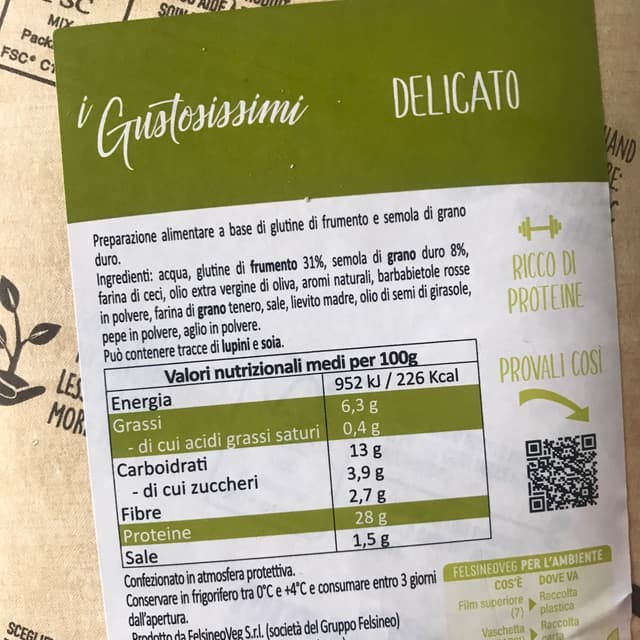 MIX
FSC® C
i Gustosissimi
DELICATO
Preparazione alimentare a base di glutine di frumento e semola di grano
duro.
Ingredienti: acqua, glutine di frumento 31%, semola di grano duro 8%,
farina di ceci, olio extra vergine di oliva, aromi naturali, barbabietole rosse
in polvere, farina di grano tenero, sale, lievito madre, olio di semi di girasole,
pepe in polvere, aglio in polvere.
Può contenere tracce di lupini e soia.
RICCO DI
PROTEINE
PROVALI COSÌ
Valori nutrizionali medi per 100g
Energia 952 kJ / 226 Kcal
Grassi 6,3 g
- di cui acidi grassi saturi 0,4 g
Carboidrati 13 g
- di cui zuccheri 3,9 g
Fibre 2,7 g
Proteine 28 g
Sale 1,5 g
Confezionato in atmosfera protettiva.
Conservare in frigorifero tra 0°C e +4°C e consumare entro 3 giorni
dall'apertura.
Prodotto da FelsineoVeg S.r.l. (società del Gruppo Felsineo)
FELSINEOVEG PER L'AMBIENTE
COS'È DOVE VA
Film superiore Raccolta
(7) plastica
Vaschetta Raccolta